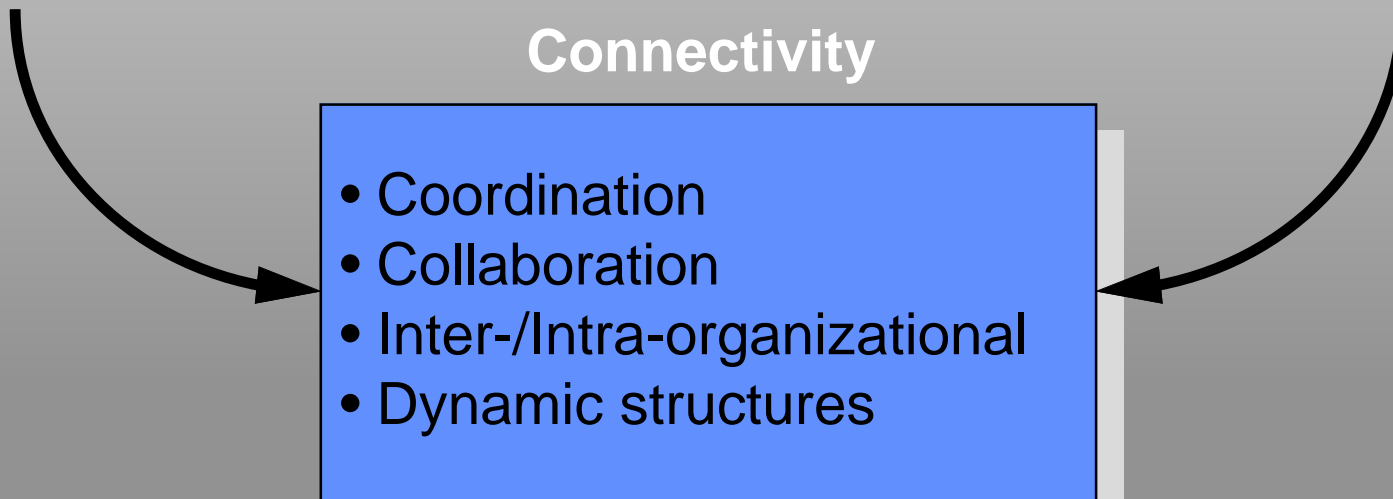 Connectivity
• Coordination
• Collaboration
• Inter-/Intra-organizational
• Dynamic structures